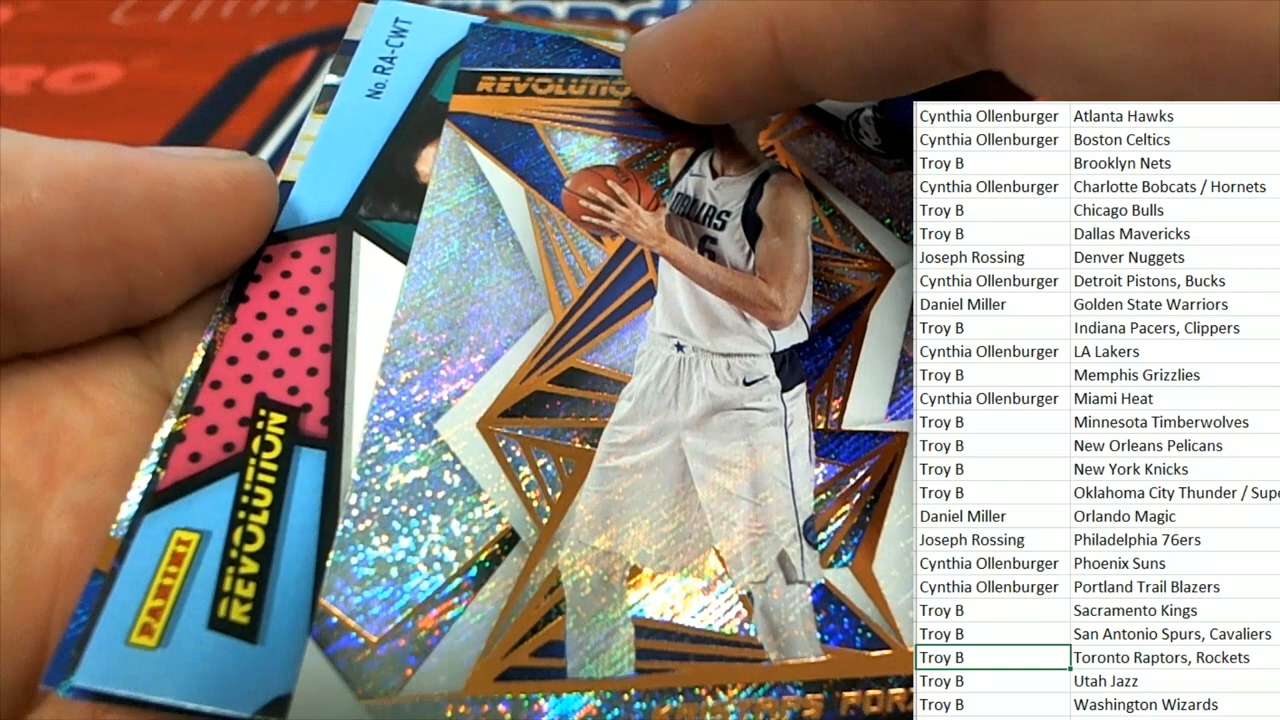 No. RA-CWT
REVOLUTIO
DALLAS
6
REVOLUTION
PANINI
Cynthia Ollenburger Atlanta Hawks
Cynthia Ollenburger Boston Celtics
Troy B Brooklyn Nets
Cynthia Ollenburger Charlotte Bobcats / Hornets
Troy B Chicago Bulls
Troy B Dallas Mavericks
Joseph Rossing Denver Nuggets
Cynthia Ollenburger Detroit Pistons, Bucks
Daniel Miller Golden State Warriors
Troy B Indiana Pacers, Clippers
Cynthia Ollenburger LA Lakers
Troy B Memphis Grizzlies
Cynthia Ollenburger Miami Heat
Troy B Minnesota Timberwolves
Troy B New Orleans Pelicans
Troy B New York Knicks
Troy B Oklahoma City Thunder / Supe
Daniel Miller Orlando Magic
Joseph Rossing Philadelphia 76ers
Cynthia Ollenburger Phoenix Suns
Cynthia Ollenburger Portland Trail Blazers
Troy B Sacramento Kings
Troy B San Antonio Spurs, Cavaliers
Troy B Toronto Raptors, Rockets
Troy B Utah Jazz
Troy B Washington Wizards